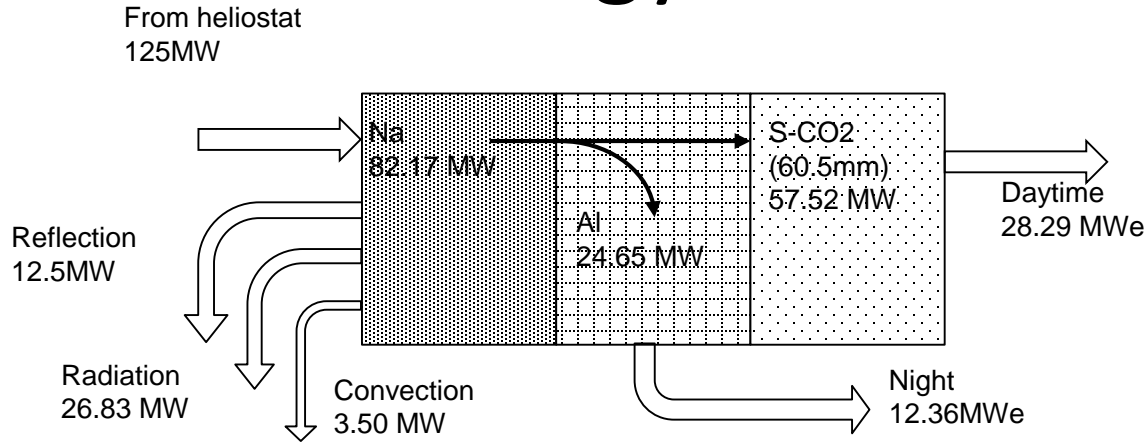 From heliostat
125MW
Na
82.17 MW
S-CO2
(60.5mm)
57.52 MW
Al
24.65 MW
Daytime
28.29 MWe
Reflection
12.5MW
Radiation
26.83 MW
Convection
3.50 MW
Night
12.36MWe